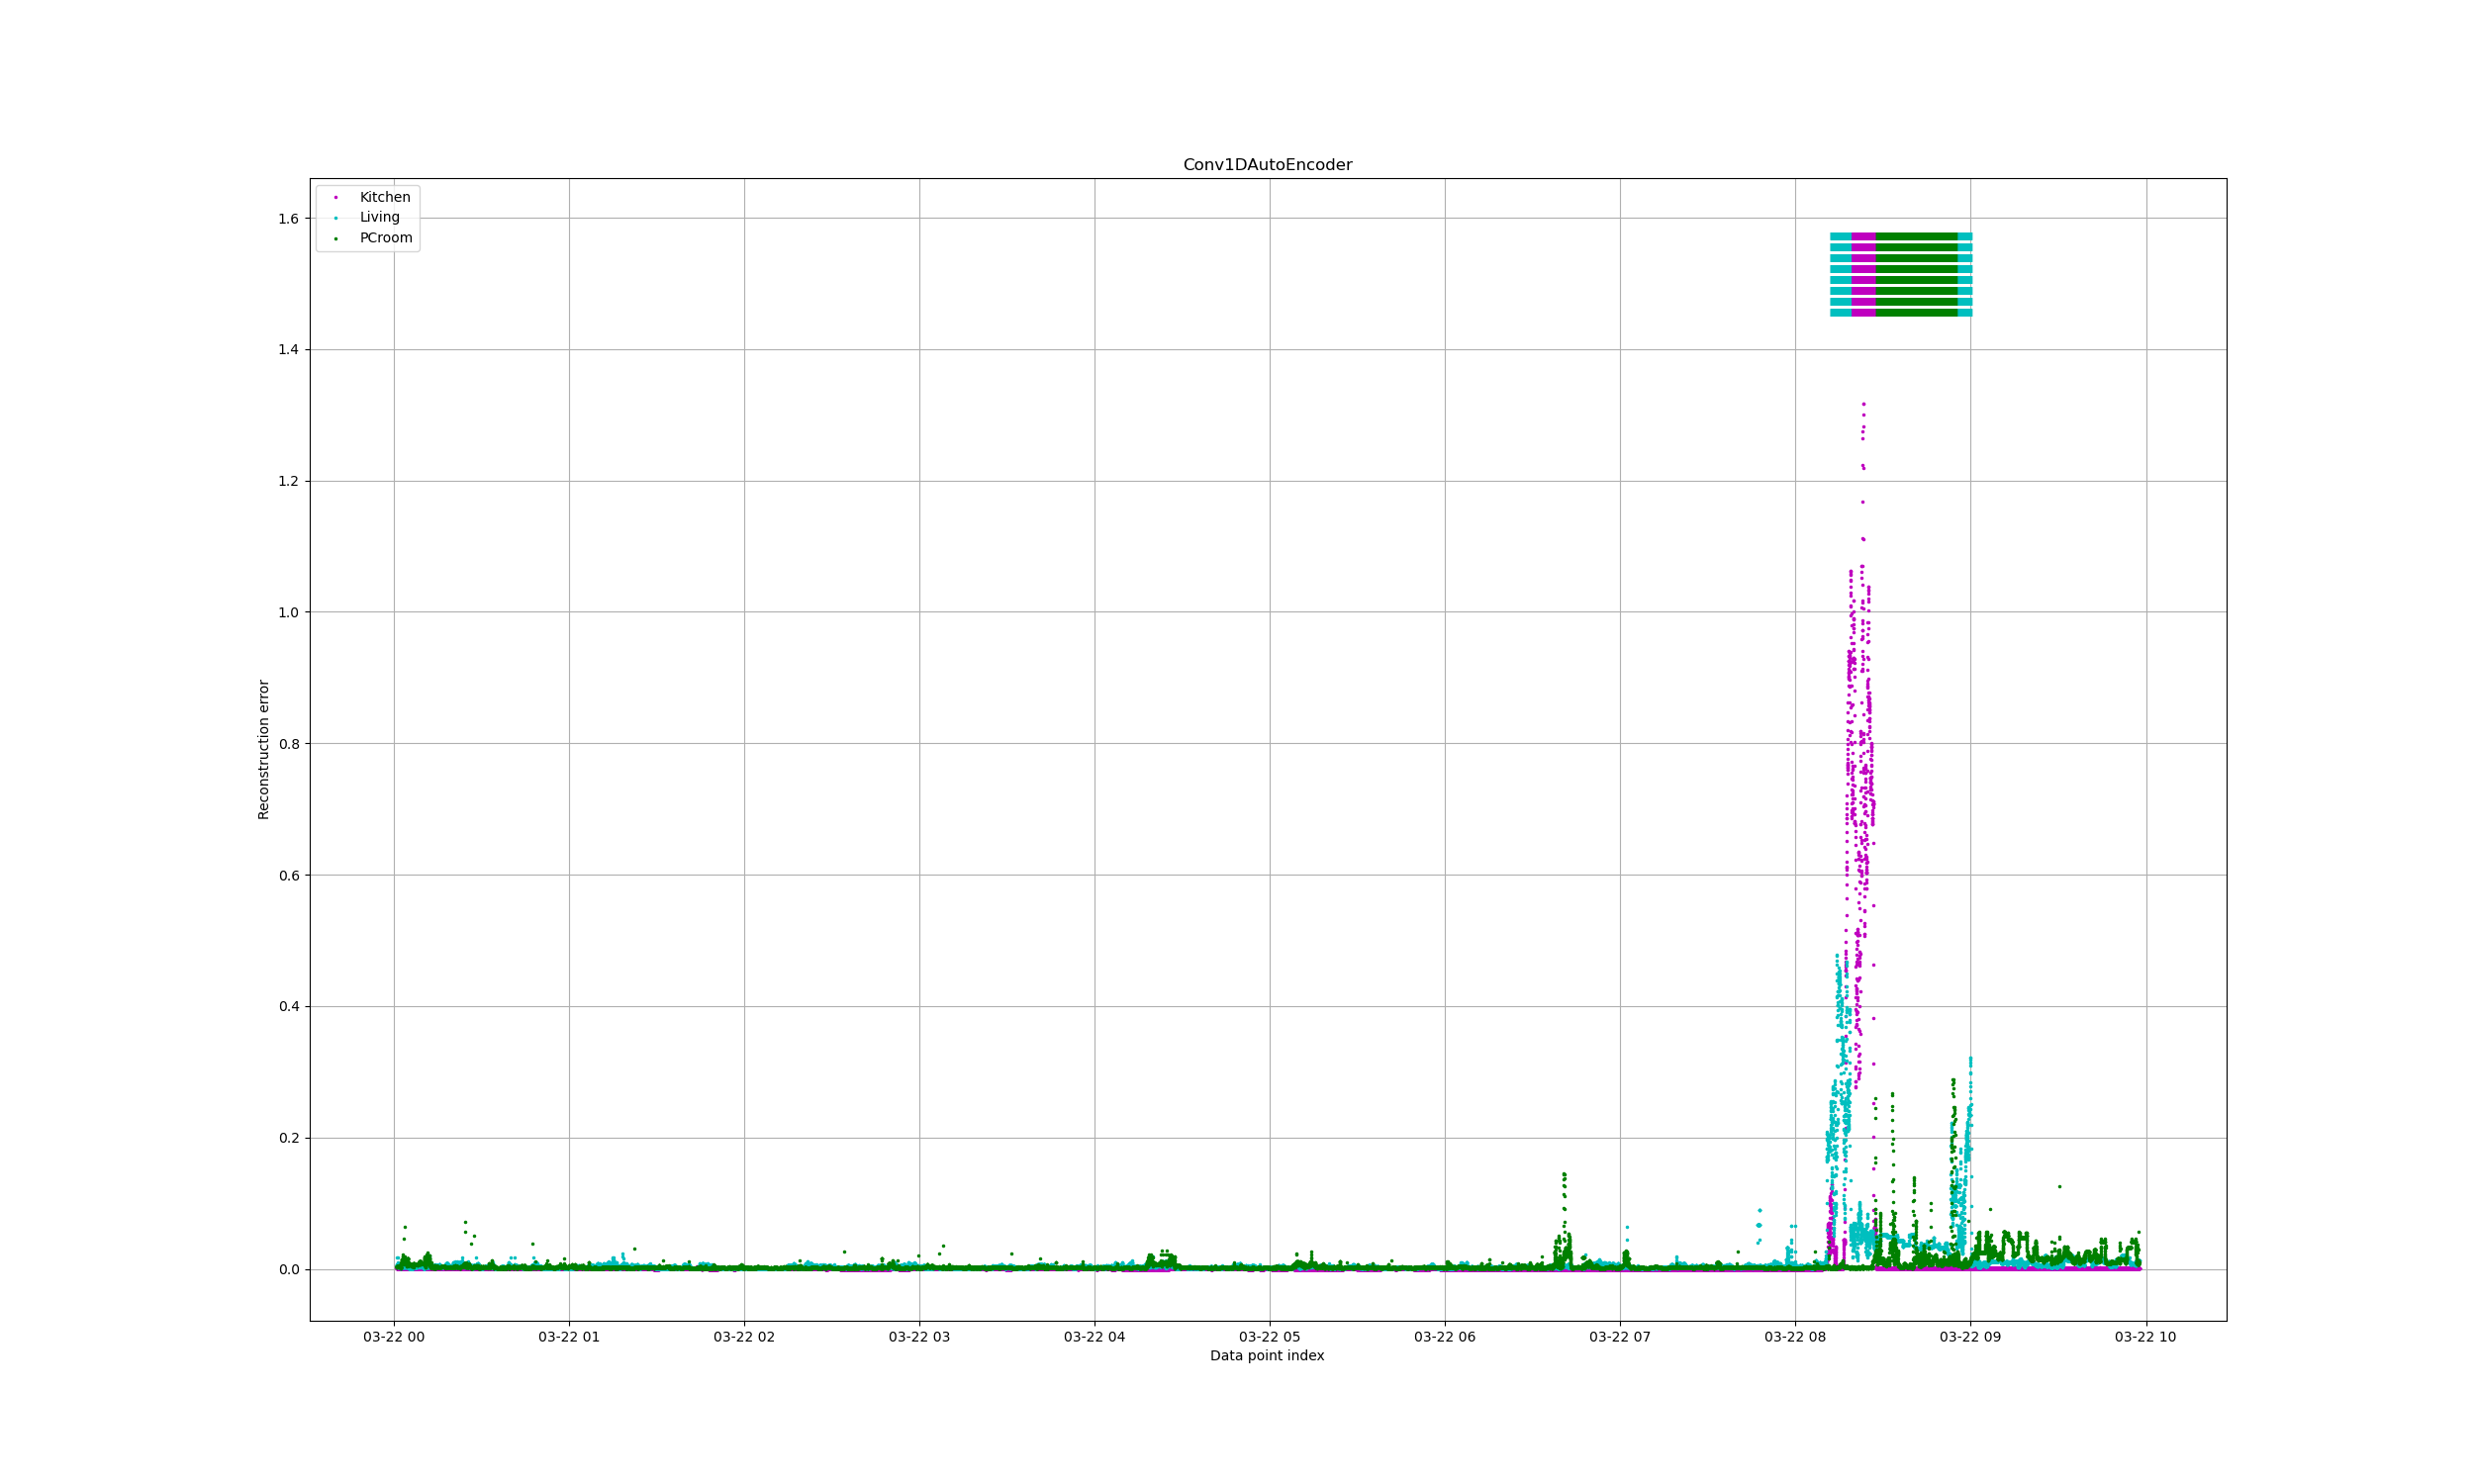 Conv1DAutoEncoder
Kitchen
Living
PCroom
1.6
1.4
1.2
1.0
0.8
0.6
0.4
0.2
0.0
Reconstruction error
03-22 00 03-22 01 03-22 02 03-22 03 03-22 04 03-22 05 03-22 06 03-22 07 03-22 08 03-22 09 03-22 10
Data point index